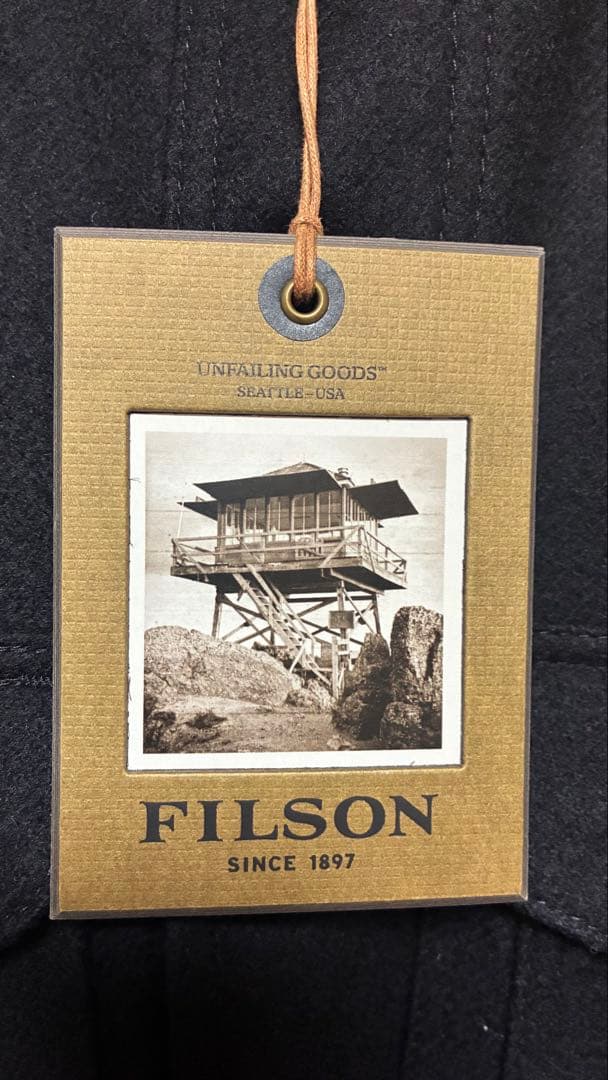 UNFAILING GOODS™
SEATTLE-USA
FILSON
SINCE 1897